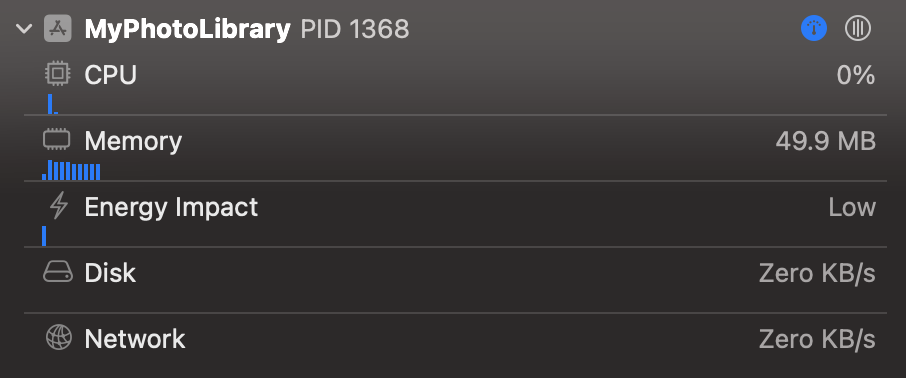 MyPhotoLibrary PID 1368
CPU 0%
Memory 49.9 MB
Energy Impact Low
Disk Zero KB/s
Network Zero KB/s